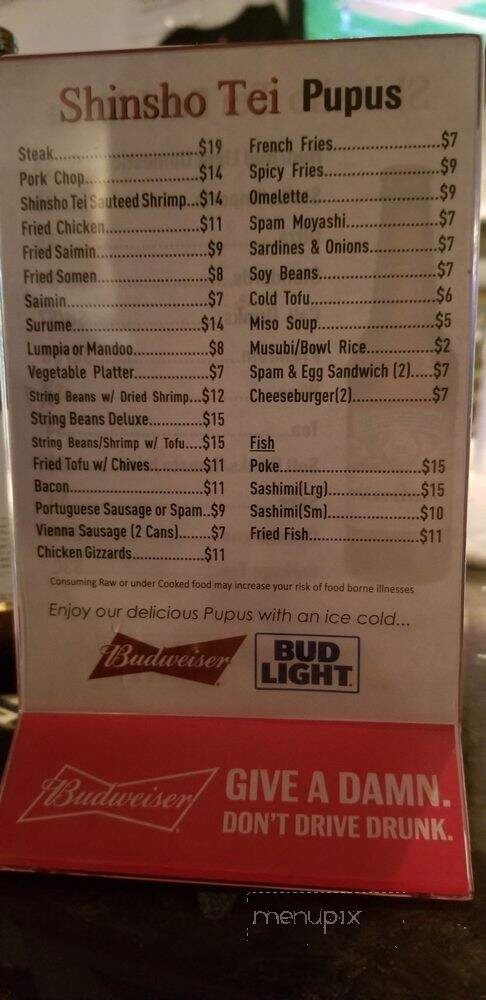 Shinsho Tei Pupus
Steak..................................$19
Pork Chop.......................$14
Shinsho Tei Sauteed Shrimp...$14
Fried Chicken...................$11
Fried Saimin......................$9
Fried Somen......................$8
Saimin.............................$7
Surume...........................$14
Lumpia or Mandoo...............$8
Vegetable Platter................$7
String Beans w/ Dried Shrimp...$12
String Beans Deluxe.............$15
String Beans/Shrimp w/ Tofu....$15
Fried Tofu w/ Chives...........$11
Bacon.............................$11
Portuguese Sausage or Spam..$9
Vienna Sausage (2 Cans).......$7
Chicken Gizzards................$11
French Fries.....................$7
Spicy Fries.......................$9
Omelette.........................$9
Spam Moyashi..................$7
Sardines & Onions.............$7
Soy Beans.......................$7
Cold Tofu........................$6
Miso Soup.......................$5
Musubi/Bowl Rice.............$2
Spam & Egg Sandwich (2).....$7
Cheeseburger(2)................$7
Fish
Poke..............................$15
Sashimi(Lrg)...................$15
Sashimi(Sm)...................$10
Fried Fish.......................$11
Consuming Raw or under Cooked food may increase your risk of food borne illnesses
Enjoy our delicious Pupus with an ice cold...
Budweiser
BUD
LIGHT.
Budweiser
GIVE A DAMN.
DON'T DRIVE DRUNK.
menupix